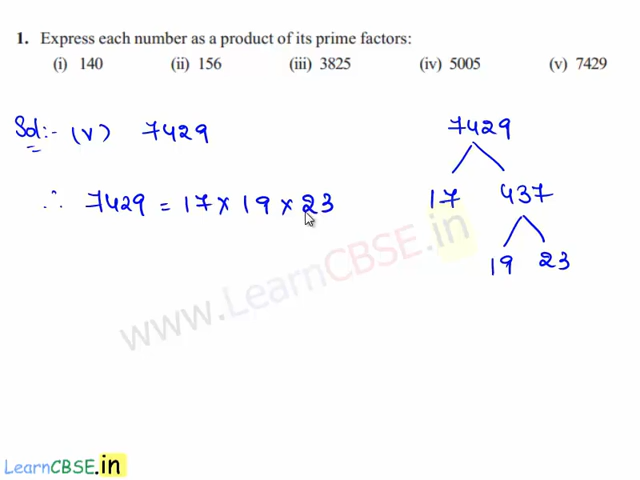 1. Express each number as a product of its prime factors:
(i) 140 (ii) 156 (iii) 3825 (iv) 5005 (v) 7429
Sol:- (v) 7429
7429
17 437
∴ 7429 = 17 × 19 × 23
19 23
www.LearnCBSE.in
LearnCBSE.in